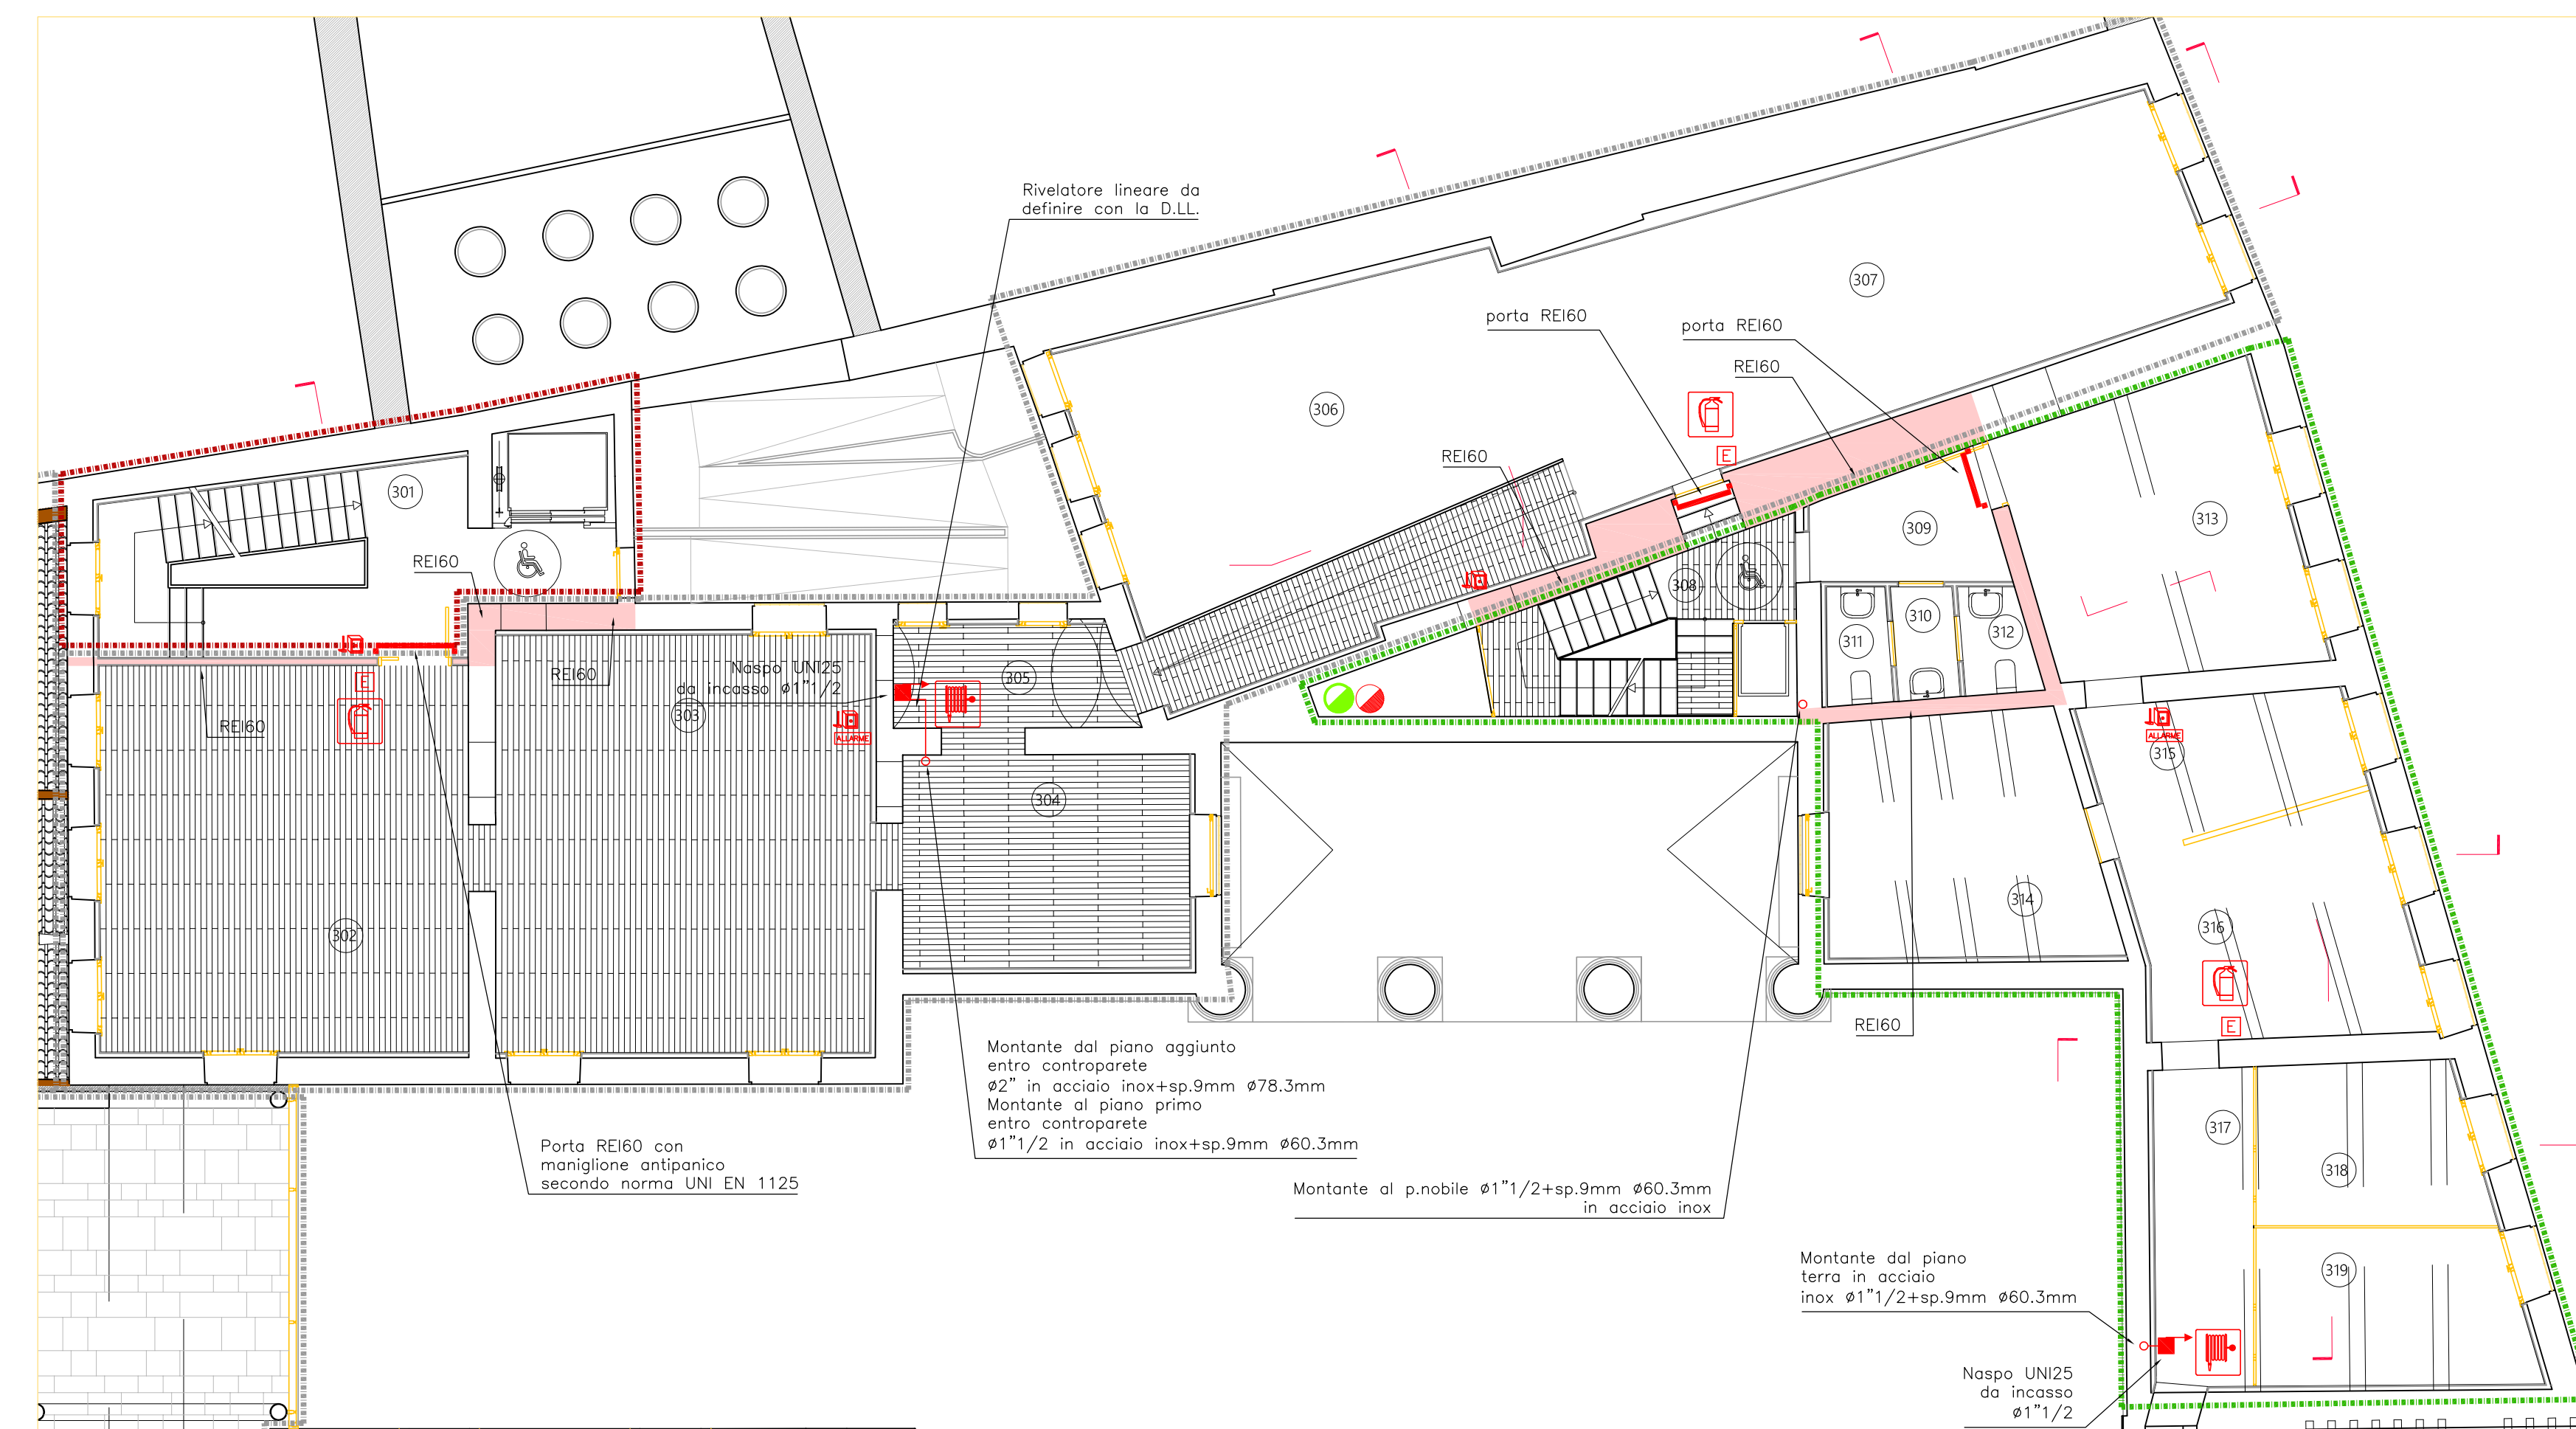 Rivelatore lineare da
definire con la D.LL.
307
porta REI60
porta REI60
REI60
306
E
REI60
301
313
309
REI60
308
310
311
312
REI60
Naspo UNI25
da incasso ø1"1/2
305
E
303
REI60
ALLARME
ALLARME
315
304
302
314
316
E
REI60
Montante dal piano aggiunto
entro controparete
ø2" in acciaio inox+sp.9mm ø78.3mm
Montante al piano primo
entro controparete
ø1"1/2 in acciaio inox+sp.9mm ø60.3mm
Porta REI60 con
maniglione antipanico
secondo norma UNI EN 1125
317
318
Montante al p.nobile ø1"1/2+sp.9mm ø60.3mm
in acciaio inox
Montante dal piano
terra in acciaio
inox ø1"1/2+sp.9mm ø60.3mm
319
Naspo UNI25
da incasso
ø1"1/2